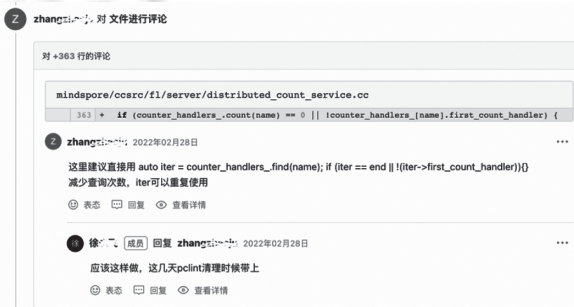 Z
对 文件进行评论
对 +363 行的评论
mindspore/ccsrc/fl/server/distributed_count_service.cc
363 + if (counter_handlers_.count(name) == 0 || !counter_handlers_[name].first_count_handler) {
Z 2022年02月28日
这里建议直接用 auto iter = counter_handlers_.find(name); if (iter == end || !(iter->first_count_handler)){}
减少查询次数，iter可以重复使用
表态 回复 查看详情
徐 成员 回复 2022年02月28日
应该这样做，这几天pclint清理时候带上
表态 回复 查看详情